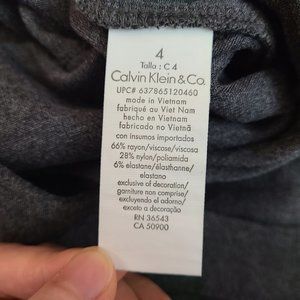 4
Talla : C 4
Calvin Klein & Co.
UPC# 637865120460
made in Vietnam
fabriqué au Viet Nam
hecho en Vietnam
fabricado no Vietnã
con insumos importados
66% rayon/viscose/viscosa
28% nylon/poliamida
6% elastane/élasthanne/
elastano
exclusive of decoration/
garniture non comprise/
excluyendo el adorno/
exceto a decoração
RN 36543
CA 50900